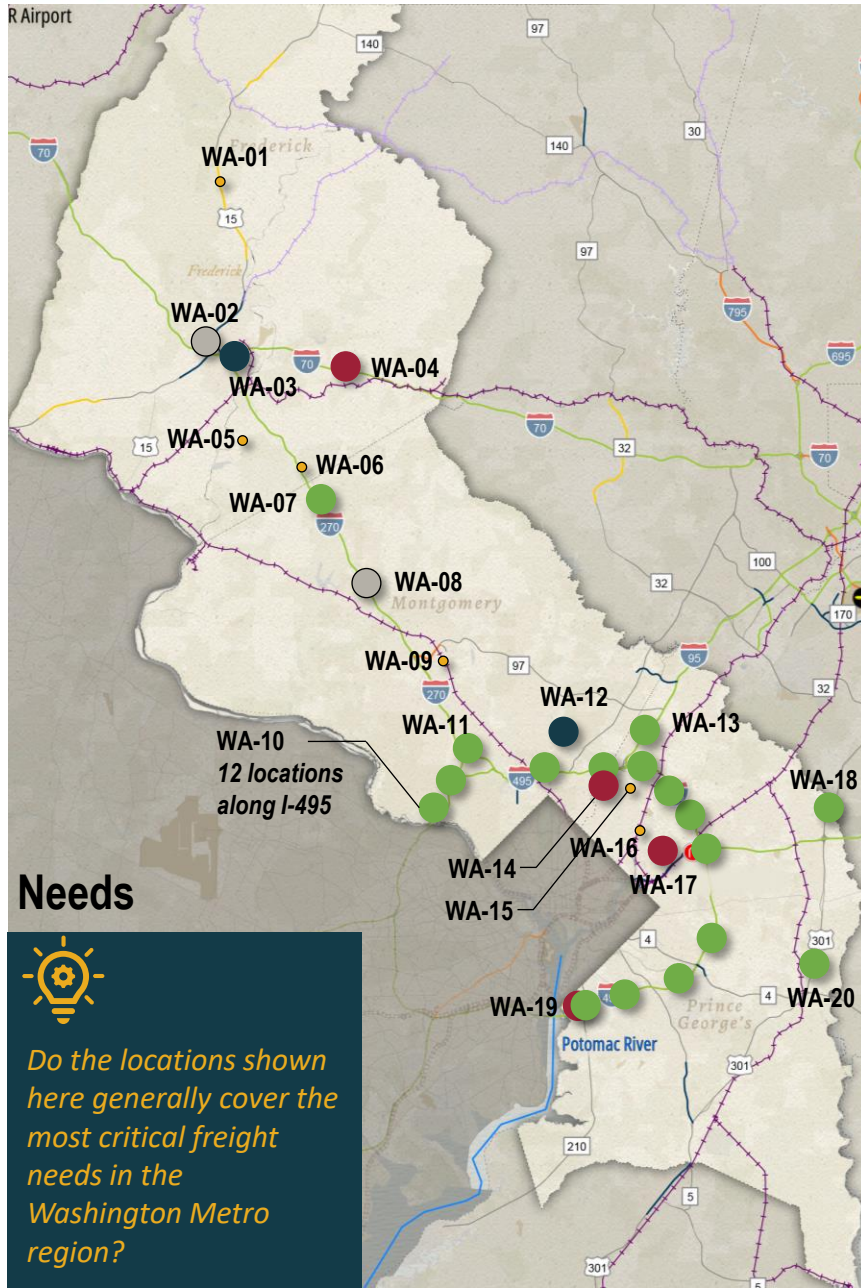 R Airport
140
97
70
Frederick
WA-01
140
30
15
97
Frederick
WA-02
795
WA-03
70
WA-04
695
15
WA-05
70
32
70
WA-06
WA-07
270
100
WA-08
32
Montgomery
170
WA-09
97
95
270
32
WA-12
WA-11
WA-13
WA-10
12 locations
along I-495
495
WA-18
WA-16
WA-14
WA-17
WA-15
Needs
4
301
WA-20
WA-19
4
Prince
George's
Potomac River
301
Do the locations shown
here generally cover the
most critical freight
needs in the
Washington Metro
region?
210
5
301
5